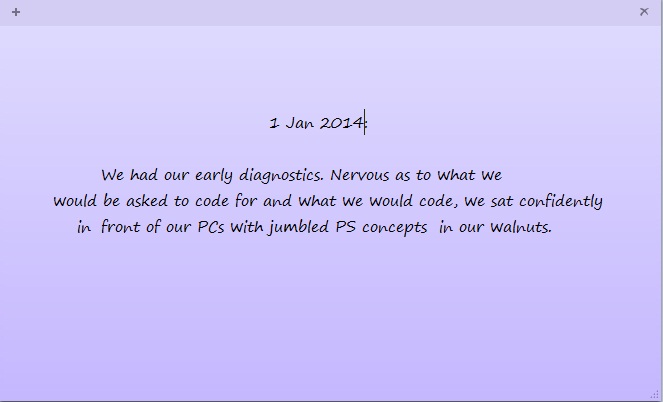 1 Jan 2014:
We had our early diagnostics. Nervous as to what we
would be asked to code for and what we would code, we sat confidently
in front of our PCs with jumbled PS concepts in our walnuts.